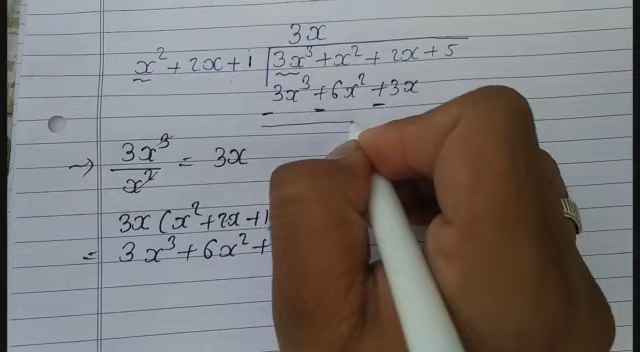 3x
x² + 2x + 1 | 3x³ + x² + 2x + 5
3x³ + 6x² + 3x
→ 3x³/x² = 3x
3x (x² + 2x + 1
= 3x³ + 6x² +